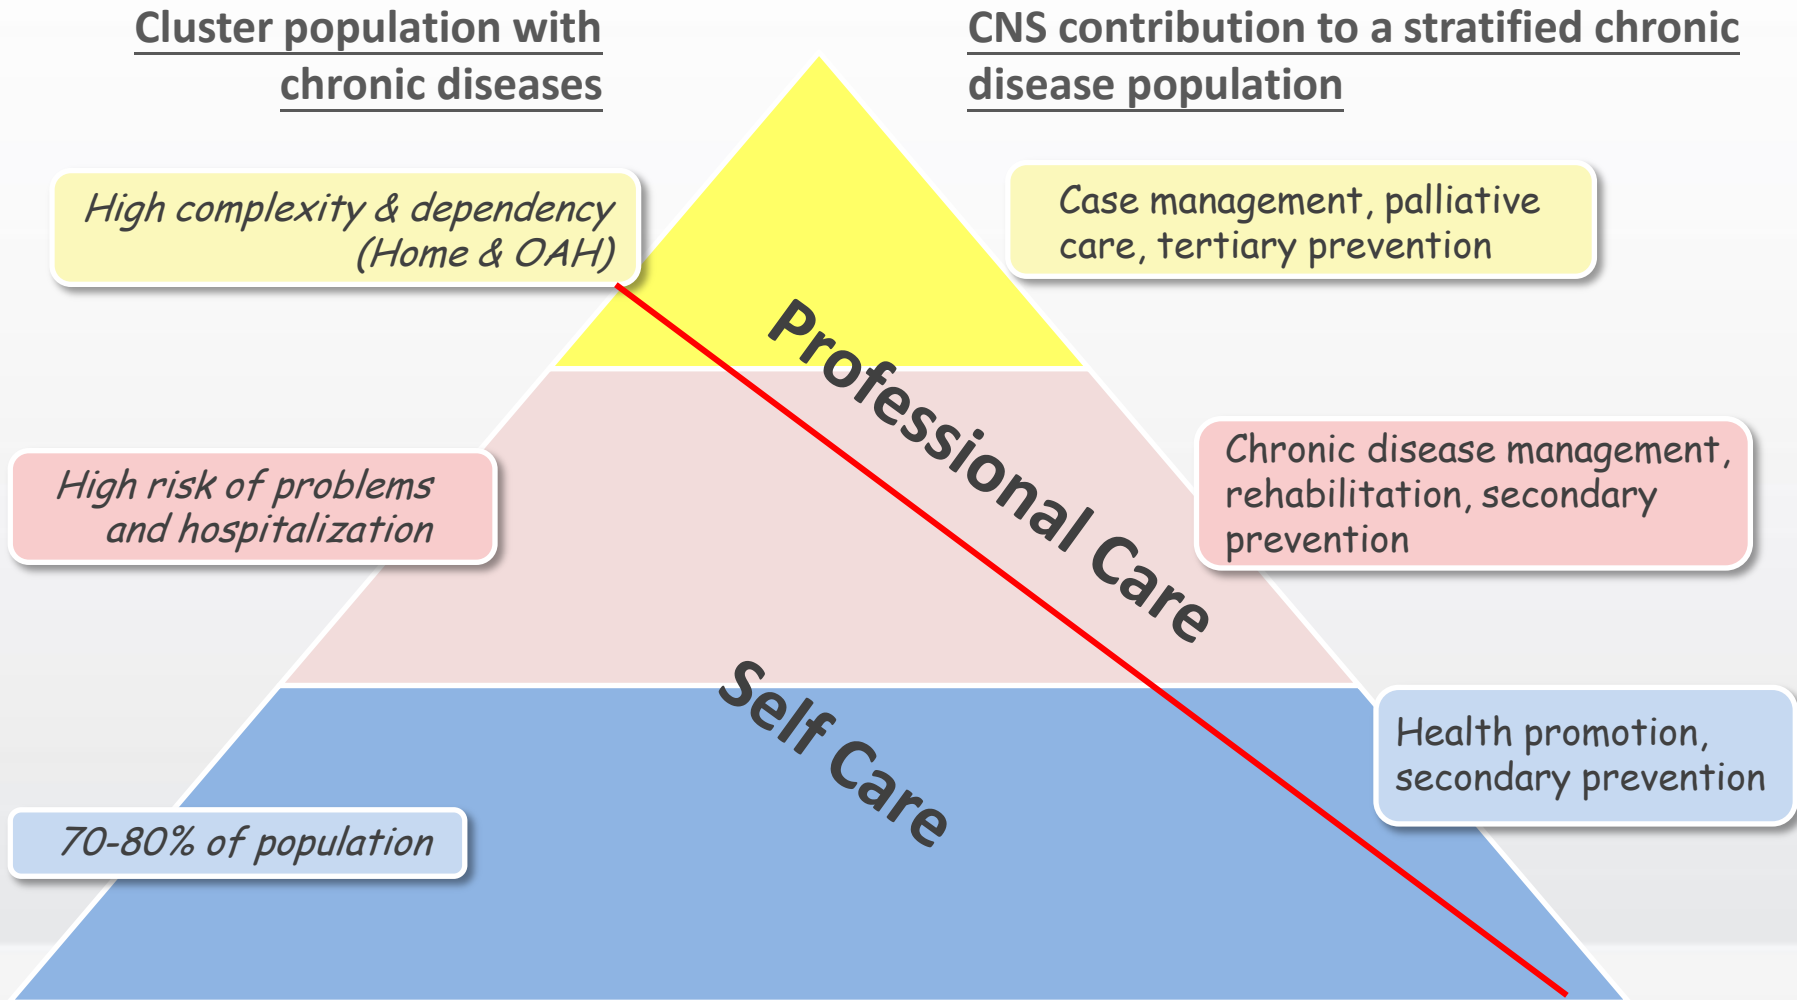 Cluster population with
chronic diseases
CNS contribution to a stratified chronic
disease population
High complexity & dependency
(Home & OAH)
Case management, palliative
care, tertiary prevention
Professional Care
High risk of problems
and hospitalization
Chronic disease management,
rehabilitation, secondary
prevention
Self Care
Health promotion,
secondary prevention
70-80% of population